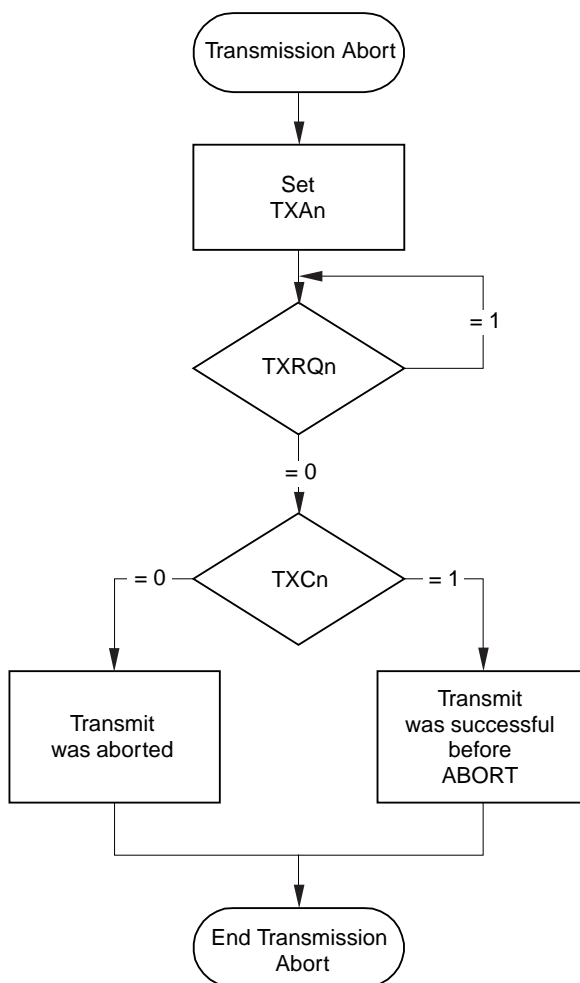 Transmission Abort
Set
TXAn
= 1
TXRQn
= 0
TXCn
= 0
= 1
Transmit
was aborted
Transmit
was successful
before
ABORT
End Transmission
Abort